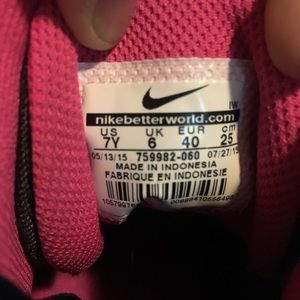 IW
nikebetterworld.com
US UK EUR cm
7Y 6 40 25
05/13/15 759982-060 07/27/15
MADE IN INDONESIA
FABRIQUE EN INDONESIE